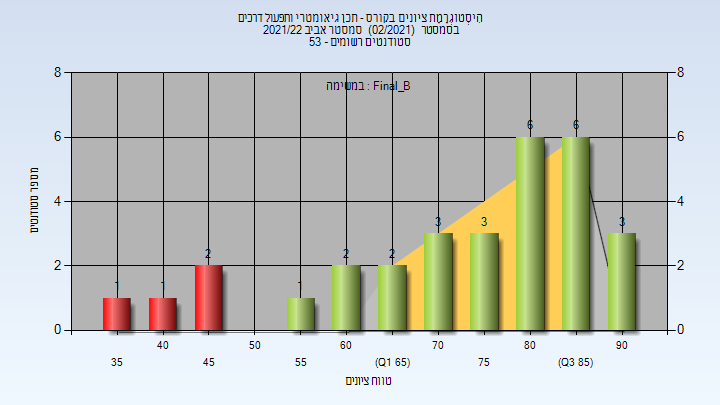 היסטוגרמת ציונים בקורס - תכן גיאומטרי ותפעול דרכים
בסמסטר (02/2021) סמסטר אביב 2021/22
סטודנטים רשומים - 53
במשימה : Final_B
8 8
6 6
4 4
2 2
0 0
1 1 2 1 2 2 3 3 6 6 3
מספר סטודנטים
40 50 60 70 80 90
35 45 55 (Q1 65) 75 (Q3 85)
טווח ציונים